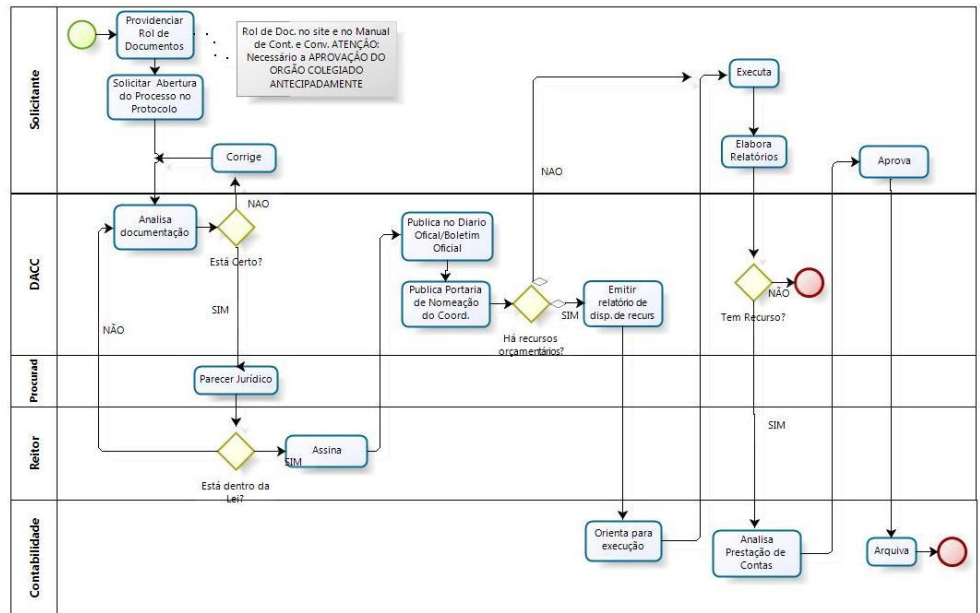 Solicitante
Providenciar
Rol de
Documentos
Rol de Doc. no site e no Manual
de Cont. e Conv. ATENÇÃO:
Necessário a APROVAÇÃO DO
ORGÃO COLEGIADO
ANTECIPADAMENTE
Solicitar Abertura
do Processo no
Protocolo
Corrige
NAO
Executa
Elabora
Relatórios
Aprova
DACC
NAO
Analisa
documentação
Está Certo?
SIM
NÃO
Publica no Diario
Ofical/Boletim
Oficial
Publica Portaria
de Nomeação
do Coord.
Há recursos
orçamentários?
SIM
Emitir
relatório de
disp. de recurs
Tem Recurso?
NÃO
Procurad
Parecer Jurídico
Reitor
Está dentro da
Lei?
SIM
Assina
SIM
Contabilidade
Orienta para
execução
Analisa
Prestação de
Contas
Arquiva